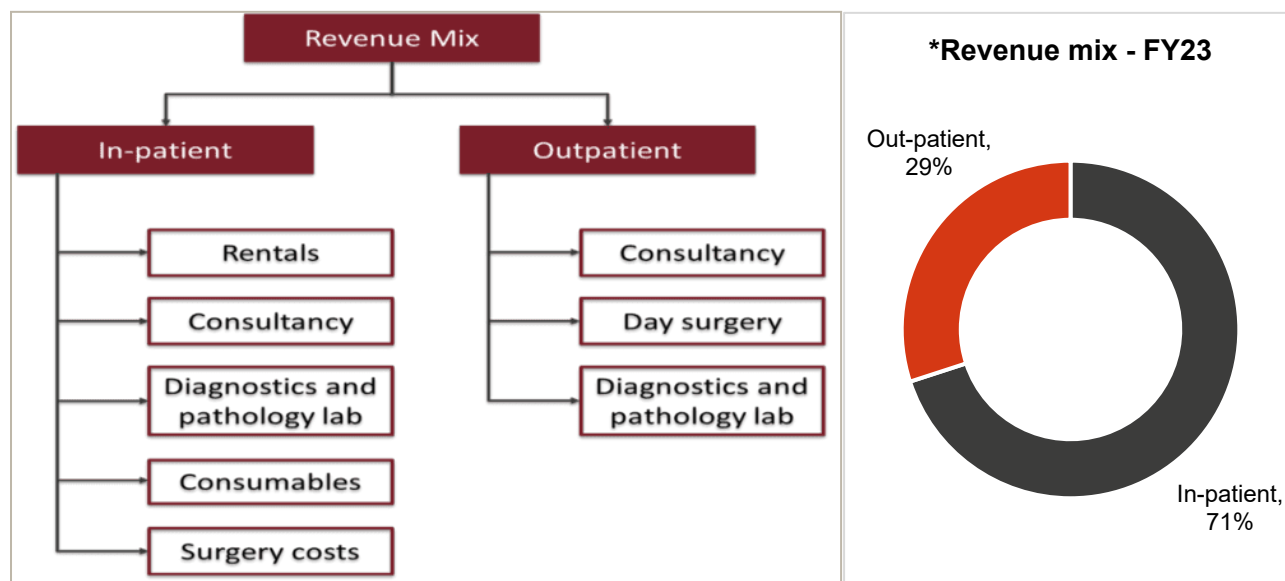 Revenue Mix
In-patient
Rentals
Consultancy
Diagnostics and
pathology lab
Consumables
Surgery costs
Outpatient
Consultancy
Day surgery
Diagnostics and
pathology lab
*Revenue mix - FY23
Out-patient,
29%
In-patient,
71%